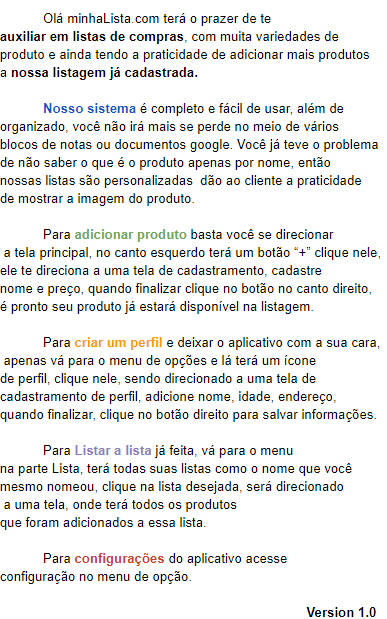 Olá minhaLista.com terá o prazer de te
auxiliar em listas de compras, com muita variedades de
produto e ainda tendo a praticidade de adicionar mais produtos
a nossa listagem já cadastrada.
Nosso sistema é completo e fácil de usar, além de
organizado, você não irá mais se perde no meio de vários
blocos de notas ou documentos google. Você já teve o problema
de não saber o que é o produto apenas por nome, então
nossas listas são personalizadas  dão ao cliente a praticidade
de mostrar a imagem do produto.
Para adicionar produto basta você se direcionar
a tela principal, no canto esquerdo terá um botão “+” clique nele,
ele te direciona a uma tela de cadastramento, cadastre
nome e preço, quando finalizar clique no botão no canto direito,
é pronto seu produto já estará disponível na listagem.
Para criar um perfil e deixar o aplicativo com a sua cara,
apenas vá para o menu de opções e lá terá um ícone
de perfil, clique nele, sendo direcionado a uma tela de
cadastramento de perfil, adicione nome, idade, endereço,
quando finalizar, clique no botão direito para salvar informações.
Para Listar a lista já feita, vá para o menu
na parte Lista, terá todas suas listas como o nome que você
mesmo nomeou, clique na lista desejada, será direcionado
a uma tela, onde terá todos os produtos
que foram adicionados a essa lista.
Para configurações do aplicativo acesse
configuração no menu de opção.
Version 1.0